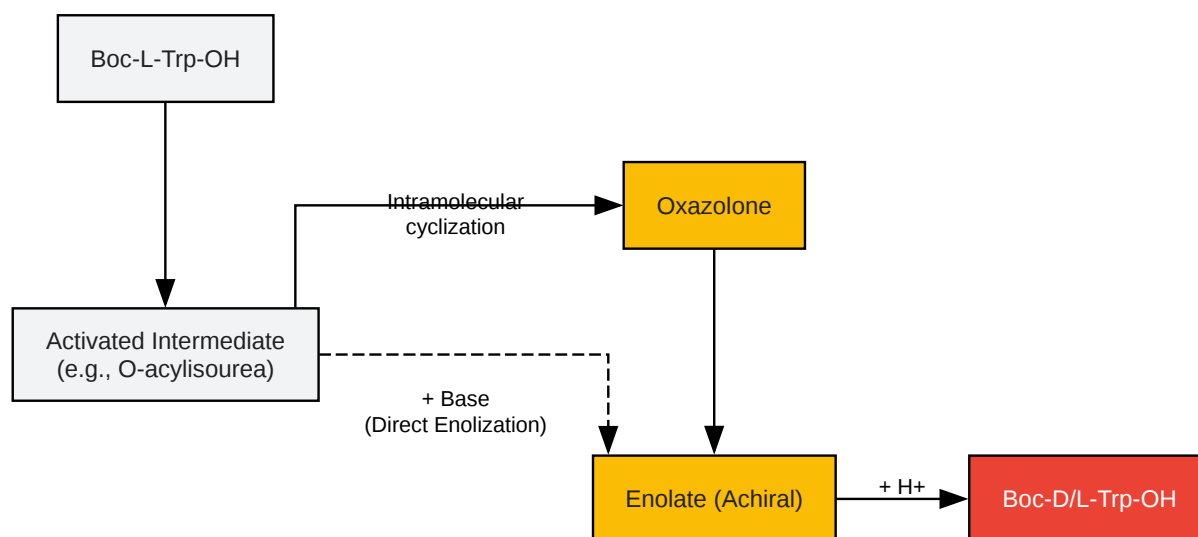 Boc-L-Trp-OH
Intramolecular
cyclization
Oxazolone
Activated Intermediate
(e.g., O-acylisourea)
+ Base
(Direct Enolization)
Enolate (Achiral)
+ H+
Boc-D/L-Trp-OH